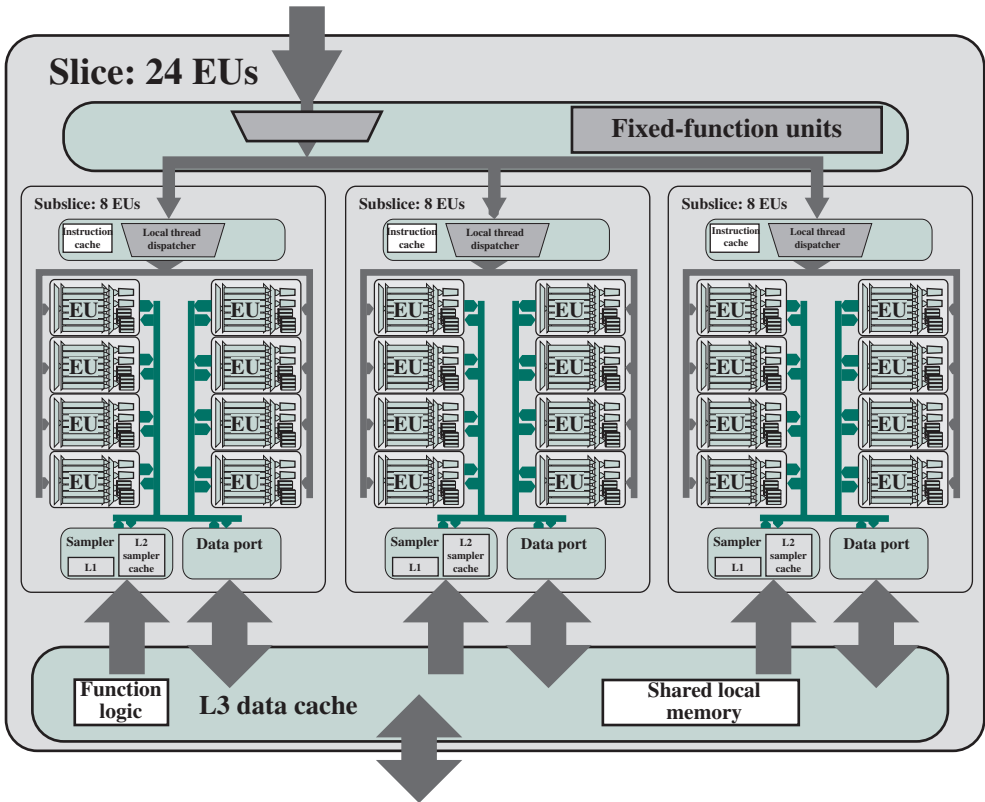 Slice: 24 EUs
Fixed-function units
Subslice: 8 EUs
Instruction
cache
Local thread
dispatcher
EU
EU
EU
EU
EU
EU
EU
EU
Sampler
L1
L2
sampler
cache
Data port
Subslice: 8 EUs
Instruction
cache
Local thread
dispatcher
EU
EU
EU
EU
EU
EU
EU
EU
Sampler
L1
L2
sampler
cache
Data port
Subslice: 8 EUs
Instruction
cache
Local thread
dispatcher
EU
EU
EU
EU
EU
EU
EU
EU
Sampler
L1
L2
sampler
cache
Data port
Function
logic
L3 data cache
Shared local
memory